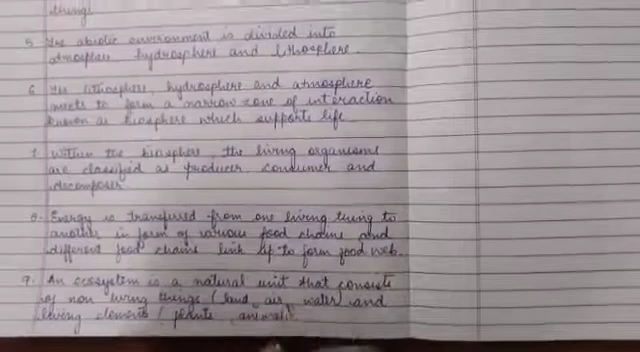 things
5. The abiotic environment is divided into
atmosphere hydrosphere and lithosphere.
6. The lithosphere, hydrosphere and atmosphere
meets to form a narrow zone of interaction
known as biosphere which supports life
7. Within the biosphere, the living organisms
are classified as producer consumer and
decomposer
8. Energy is transferred from one living thing to
another in form of various food chains and
different food chains link up to form food web.
9. An ecosystem is a natural unit that consists
of non living things (land, air, water) and
living elements (plants, animals